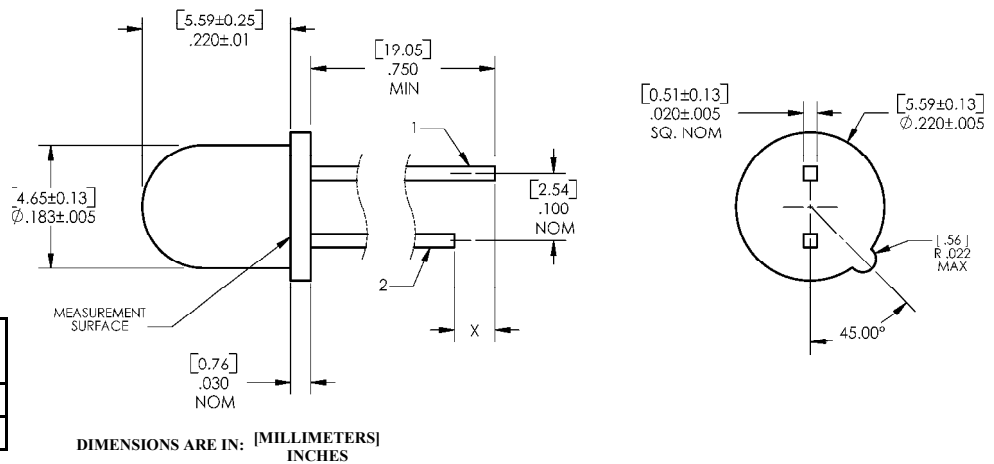 [5.59±0.25]
.220±.01
[19.05]
.750
MIN
1
[4.65±0.13]
Ø.183±.005
[2.54]
.100
NOM
2
MEASUREMENT
SURFACE
X
[0.76]
.030
NOM
[0.51±0.13]
.020±.005
SQ. NOM
[5.59±0.13]
Ø.220±.005
[.56]
R .022
MAX
45.00°
DIMENSIONS ARE IN: [MILLIMETERS]
INCHES